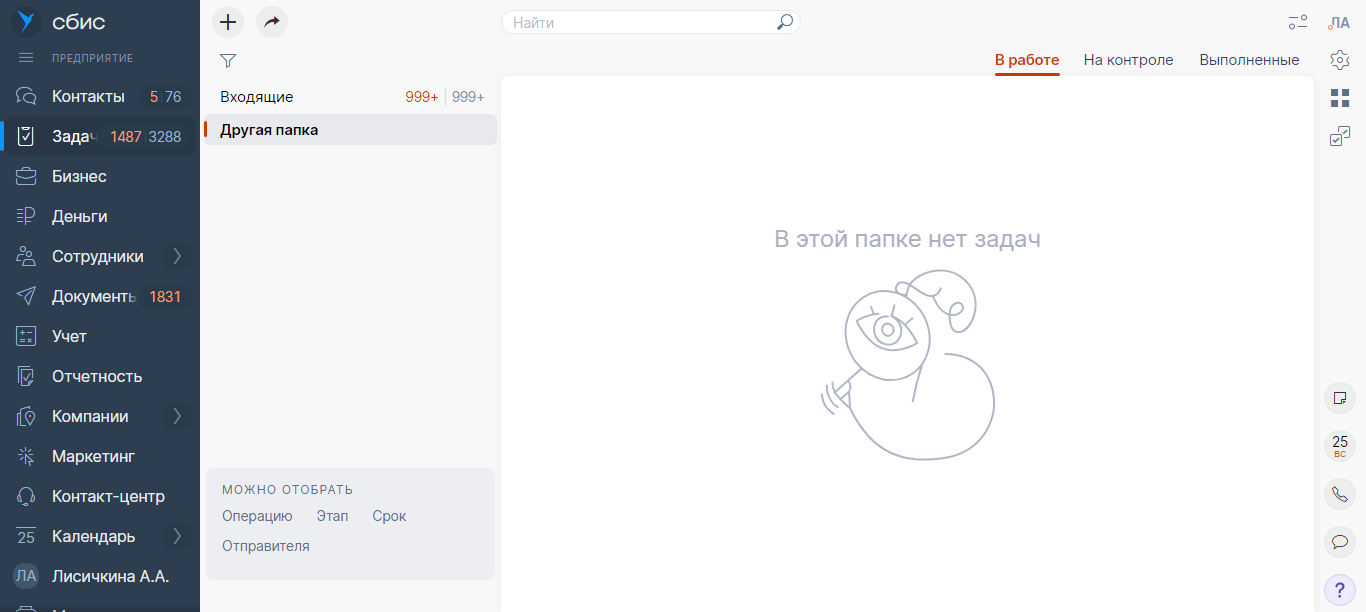 сбис
ПРЕДПРИЯТИЕ
Контакты 5 76
Задач 1487 3288
Бизнес
Деньги
Сотрудники
Документы 1831
Учет
Отчетность
Компании
Маркетинг
Контакт-центр
25 Календарь
ЛА Лисичкина А.А.
Входящие 999+ 999+
Другая папка
МОЖНО ОТОБРАТЬ
Операцию Этап Срок
Отправителя
Найти
В работе На контроле Выполненные
В этой папке нет задач
ЛА
25
ВС
?